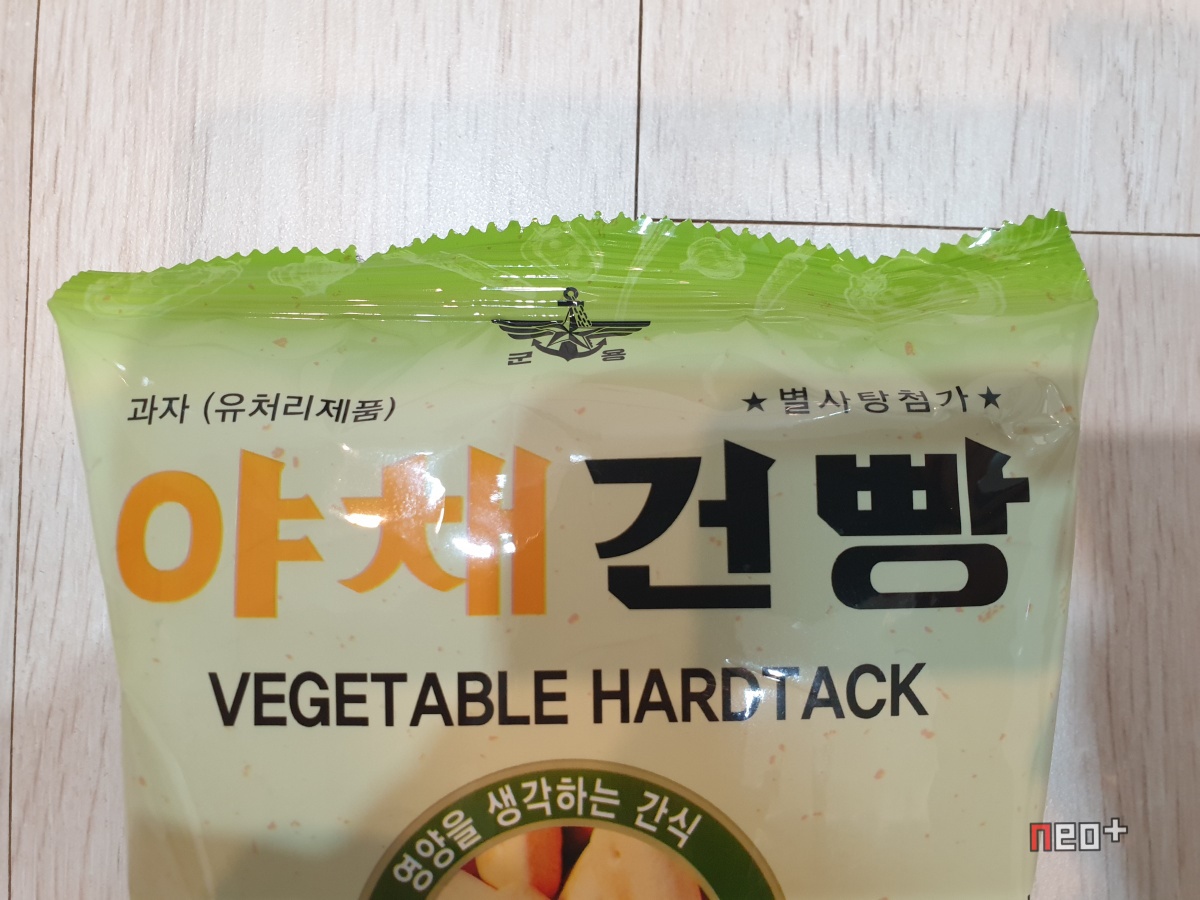 군 용
과자 (유처리제품)
★별사탕첨가★
야채건빵
VEGETABLE HARDTACK
영양을 생각하는 간식
neo+